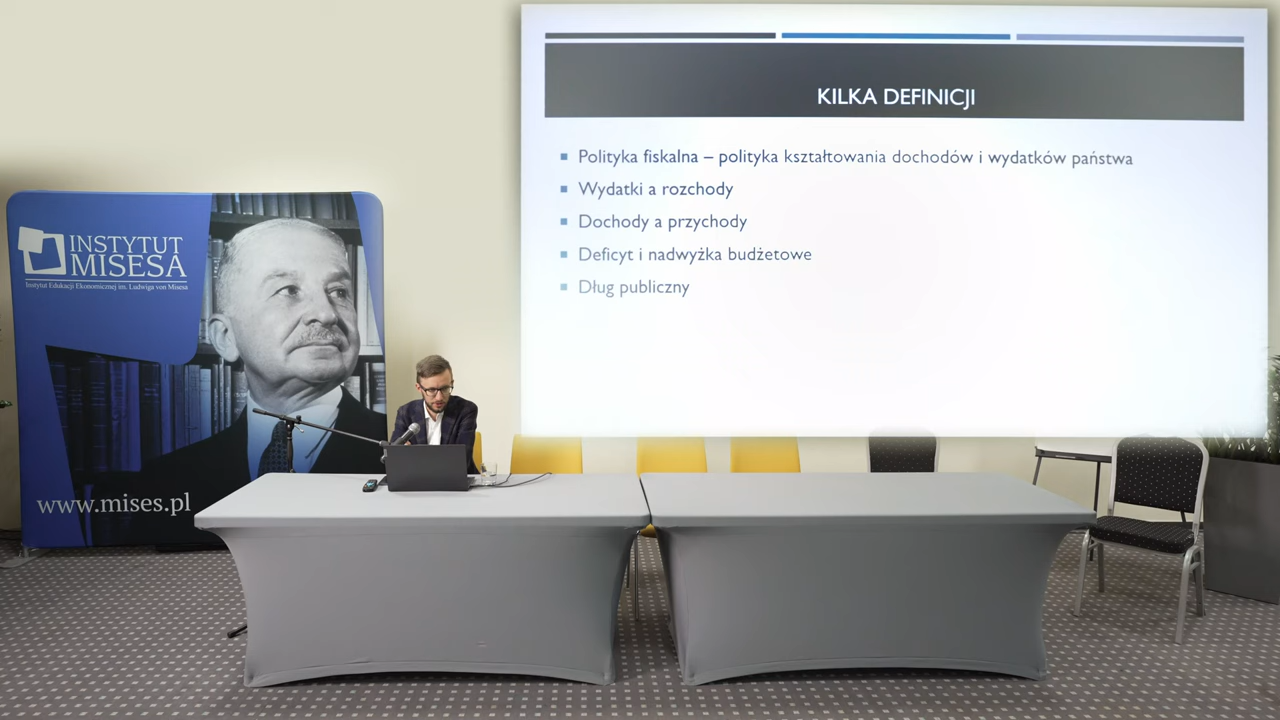 INSTYTUT
MISESA
Instytut Edukacji Ekonomicznej im. Ludwiga von Misesa
www.mises.pl
KILKA DEFINICJI
Polityka fiskalna – polityka kształtowania dochodów i wydatków państwa
Wydatki a rozchody
Dochody a przychody
Deficyt i nadwyżka budżetowe
Dług publiczny